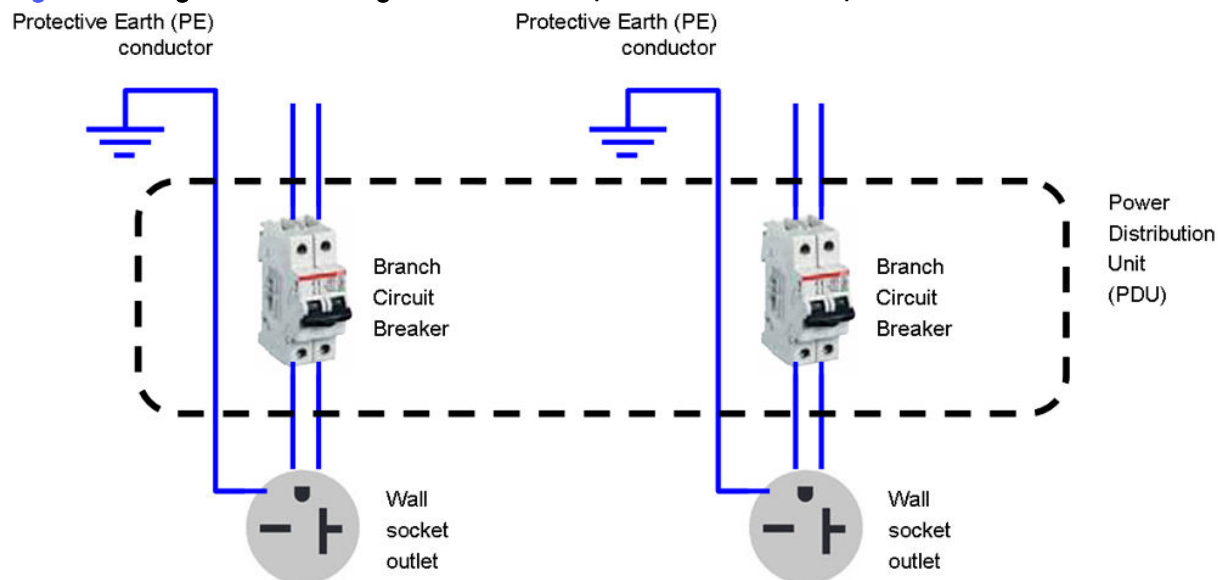 Protective Earth (PE)
conductor
Protective Earth (PE)
conductor
Branch
Circuit
Breaker
Branch
Circuit
Breaker
Power
Distribution
Unit
(PDU)
Wall
socket
outlet
Wall
socket
outlet